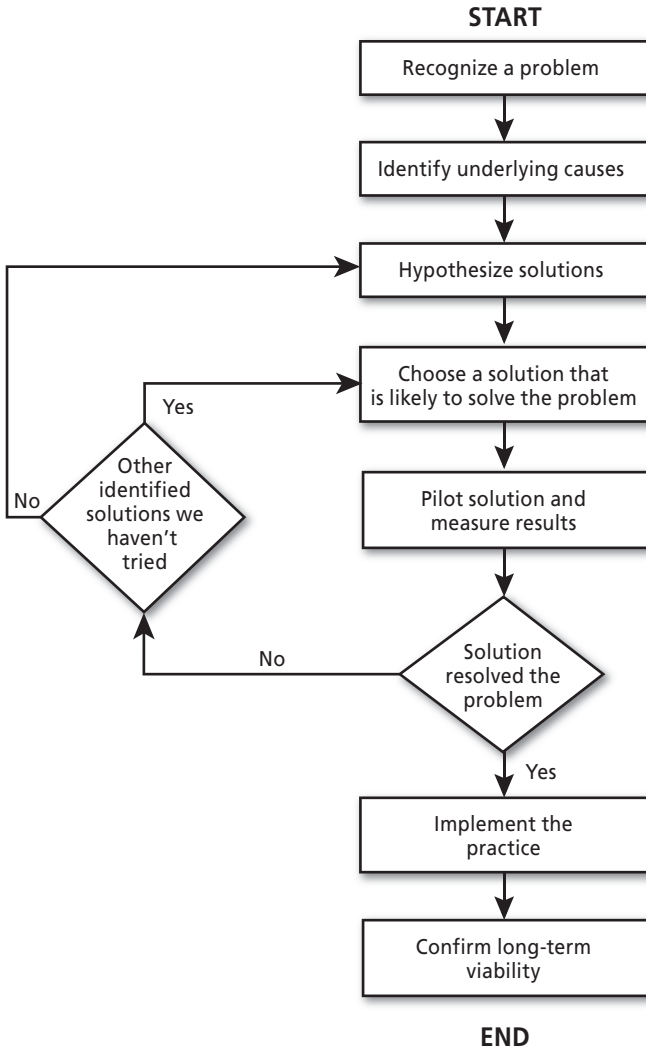 START
Recognize a problem
Identify underlying causes
Hypothesize solutions
Choose a solution that
is likely to solve the problem
Yes
Other
identified
solutions we
haven't
tried
No
Pilot solution and
measure results
Solution
resolved the
problem
No
Yes
Implement the
practice
Confirm long-term
viability
END